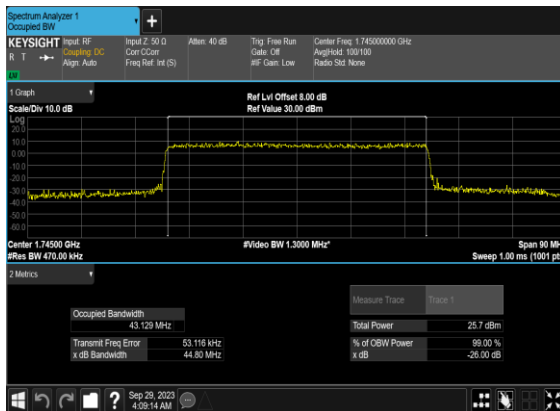 Spectrum Analyzer 1
Occupied BW
KEYSIGHT Input: RF Input Z: 50 Ω Atten: 40 dB Trig: Free Run Center Freq: 1.745000000 GHz
Coupling: DC Corr CCorr Gate: Off Avg|Hold: 100/100
R T Align: Auto Freq Ref: Int (S) #IF Gain: Low Radio Std: None
1 Graph
Ref Lvl Offset 8.00 dB
Scale/Div 10.0 dB Ref Value 30.00 dBm
Log
20.0
10.0
0.00
-10.0
-20.0
-30.0
-40.0
-50.0
-60.0
Center 1.74500 GHz #Video BW 1.3000 MHz* Span 90 MH
#Res BW 470.00 kHz Sweep 1.00 ms (1001 pts
2 Metrics
Measure Trace Trace 1
Occupied Bandwidth
43.129 MHz Total Power 25.7 dBm
Transmit Freq Error 53.116 kHz % of OBW Power 99.00 %
x dB Bandwidth 44.80 MHz x dB -26.00 dB
Sep 29, 2023
4:09:14 AM